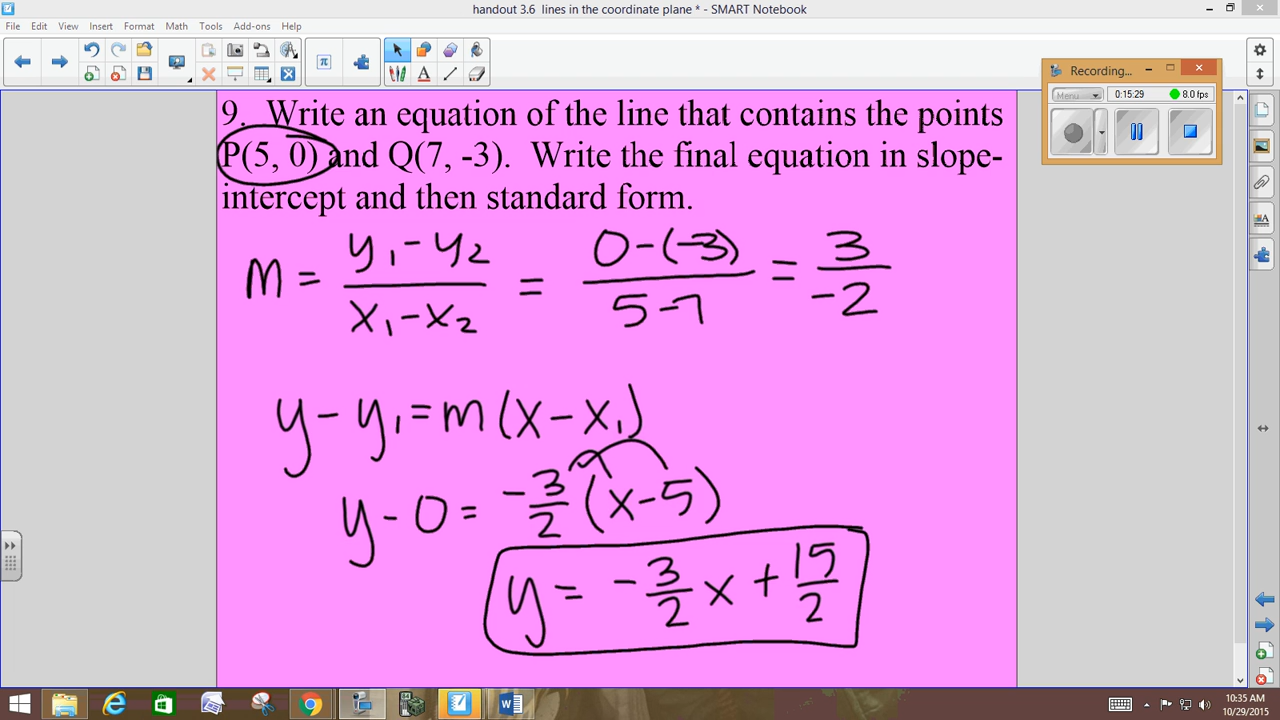 handout 3.6 lines in the coordinate plane * - SMART Notebook
File Edit View Insert Format Math Tools Add-ons Help
Recording...
Menu
0:15:29
8.0 fps
9. Write an equation of the line that contains the points
P(5, 0) and Q(7, -3). Write the final equation in slope-
intercept and then standard form.
m = y₁ - y₂ / x₁ - x₂ = 0 - (-3) / 5 - 7 = 3 / -2
y - y₁ = m(x - x₁)
y - 0 = -3/2 (x - 5)
y = -3/2 x + 15/2
10:35 AM
10/29/2015